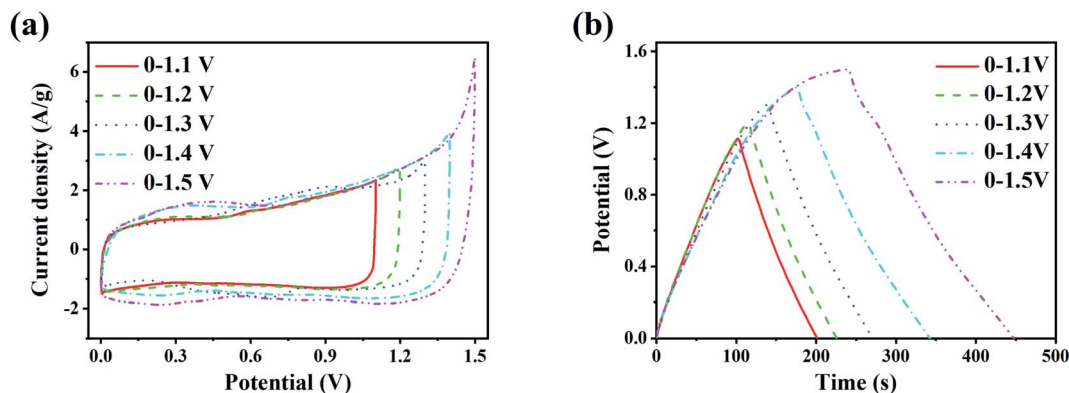 (a)
6
4
2
0
-2
0.0 0.3 0.6 0.9 1.2 1.5
Current density (A/g)
Potential (V)
0-1.1 V
0-1.2 V
0-1.3 V
0-1.4 V
0-1.5 V
(b)
1.6
1.2
0.8
0.4
0.0
0 100 200 300 400 500
Potential (V)
Time (s)
0-1.1V
0-1.2V
0-1.3V
0-1.4V
0-1.5V